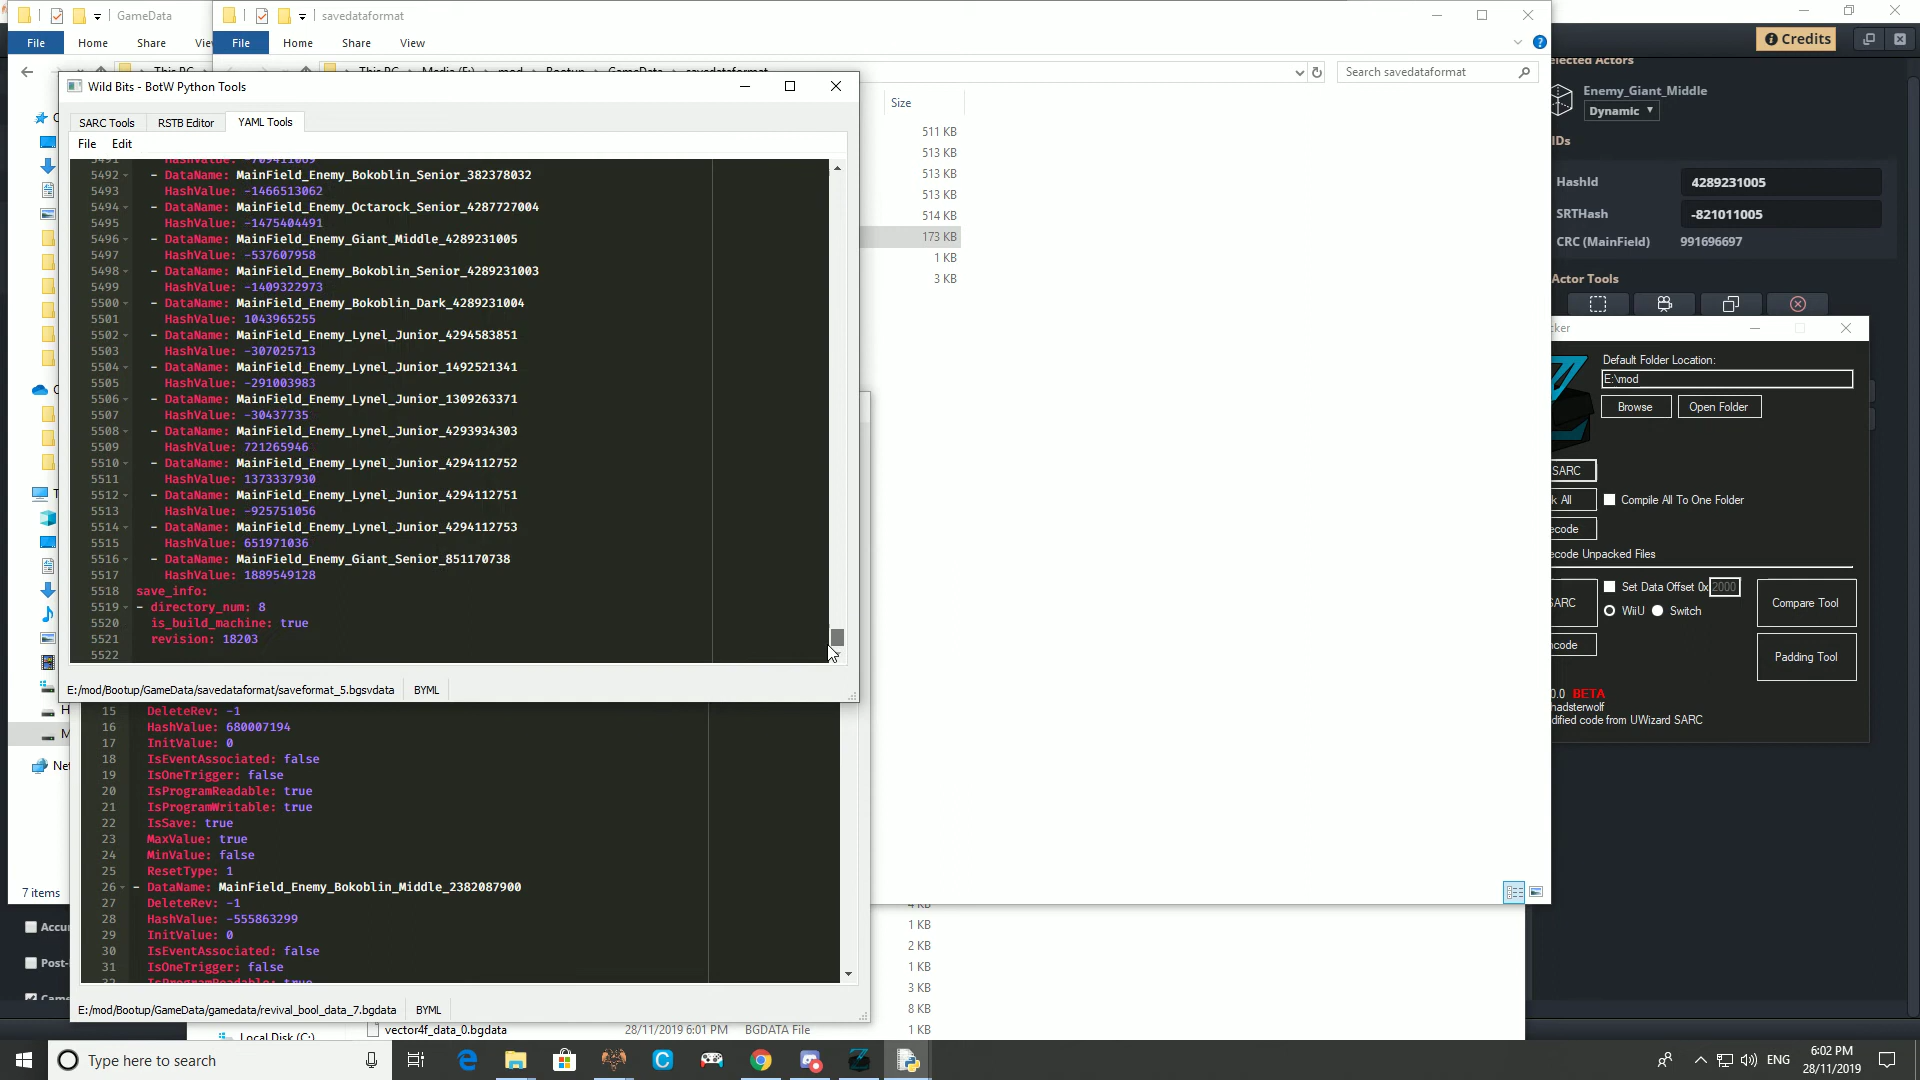 GameData
savedataformat
File
Home
Share
File
Home
Share
View
Search savedataformat
Wild Bits - BotW Python Tools
SARC Tools
RSTB Editor
YAML Tools
File
Edit
5492 - DataName: MainField_Enemy_Bokoblin_Senior_382378032
5493 HashValue: -1466513062
5494 - DataName: MainField_Enemy_Octarock_Senior_4287727004
5495 HashValue: -1475404491
5496 - DataName: MainField_Enemy_Giant_Middle_4289231005
5497 HashValue: -537607958
5498 - DataName: MainField_Enemy_Bokoblin_Senior_4289231003
5499 HashValue: -1409322973
5500 - DataName: MainField_Enemy_Bokoblin_Dark_4289231004
5501 HashValue: 1043965255
5502 - DataName: MainField_Enemy_Lynel_Junior_4294583851
5503 HashValue: -307025713
5504 - DataName: MainField_Enemy_Lynel_Junior_1492521341
5505 HashValue: -291003983
5506 - DataName: MainField_Enemy_Lynel_Junior_1309263371
5507 HashValue: -30437735
5508 - DataName: MainField_Enemy_Lynel_Junior_4293934303
5509 HashValue: 721265946
5510 - DataName: MainField_Enemy_Lynel_Junior_4294112752
5511 HashValue: 1373337930
5512 - DataName: MainField_Enemy_Lynel_Junior_4294112751
5513 HashValue: -925751056
5514 - DataName: MainField_Enemy_Lynel_Junior_4294112753
5515 HashValue: 651971036
5516 - DataName: MainField_Enemy_Giant_Senior_851170738
5517 HashValue: 1889549128
5518 save_info:
5519 - directory_num: 8
5520 is_build_machine: true
5521 revision: 18203
5522
E:/mod/Bootup/GameData/savedataformat/saveformat_5.bgsvdata
BYML
15 DeleteRev: -1
16 HashValue: 680007194
17 InitValue: 0
18 IsEventAssociated: false
19 IsOneTrigger: false
20 IsProgramReadable: true
21 IsProgramWritable: true
22 IsSave: true
23 MaxValue: true
24 MinValue: false
25 ResetType: 1
26 - DataName: MainField_Enemy_Bokoblin_Middle_2382087900
27 DeleteRev: -1
28 HashValue: -555863299
29 InitValue: 0
30 IsEventAssociated: false
31 IsOneTrigger: false
E:/mod/Bootup/GameData/gamedata/revival_bool_data_7.bgdata
BYML
7 items
Size
511 KB
513 KB
513 KB
513 KB
514 KB
173 KB
1 KB
3 KB
1 KB
2 KB
1 KB
3 KB
8 KB
1 KB
vector4f_data_0.bgdata
28/11/2019 6:01 PM
BGDATA File
Local Disk (C:)
Credits
Enemy_Giant_Middle
Dynamic
HashId
4289231005
SRTHash
-821011005
CRC (MainField)
991696697
Actor Tools
Default Folder Location:
E:\mod
Browse
Open Folder
SARC
Compile All To One Folder
ecode Unpacked Files
Set Data Offset 0x
2000
WiiU
Switch
Compare Tool
Padding Tool
BETA
dified code from UWizard SARC
Type here to search
ENG
6:02 PM
28/11/2019